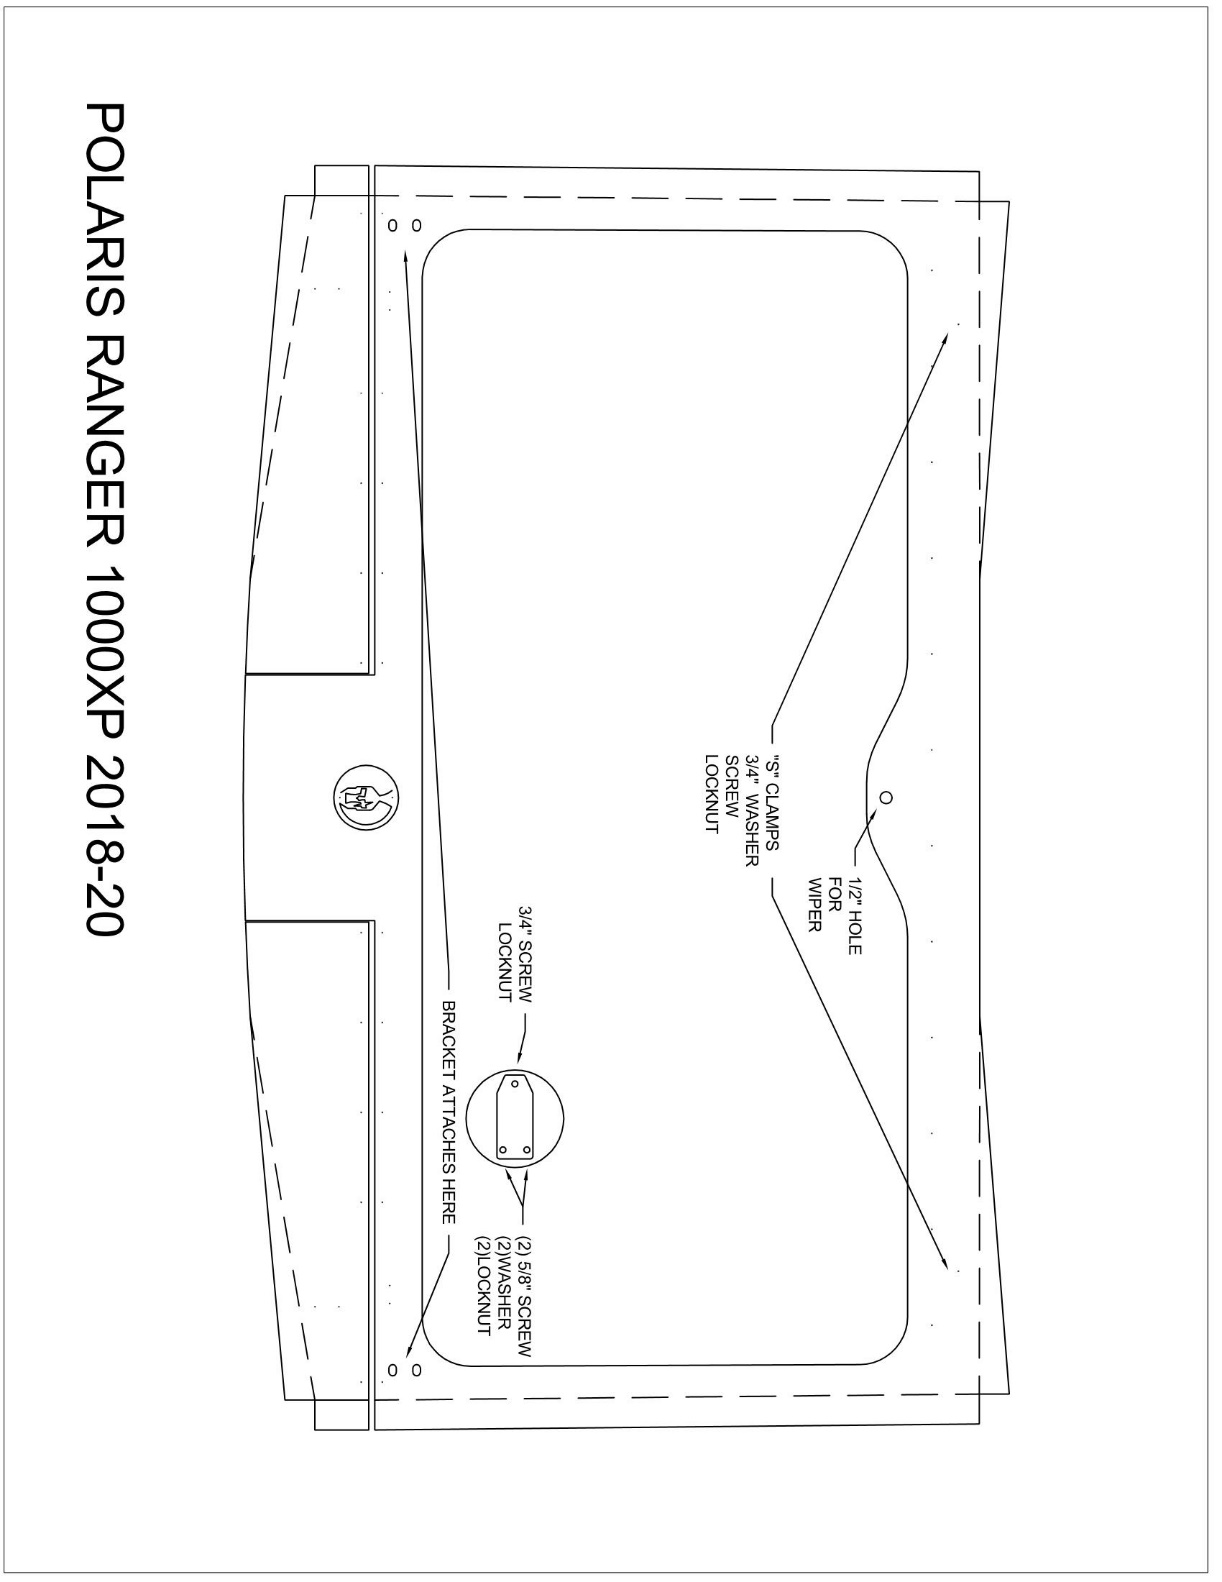 "S" CLAMPS
3/4" WASHER
SCREW
LOCKNUT
1/2" HOLE
FOR
WIPER
3/4" SCREW
LOCKNUT
(2) 5/8" SCREW
(2)WASHER
(2)LOCKNUT
BRACKET ATTACHES HERE
POLARIS RANGER 1000XP 2018-20